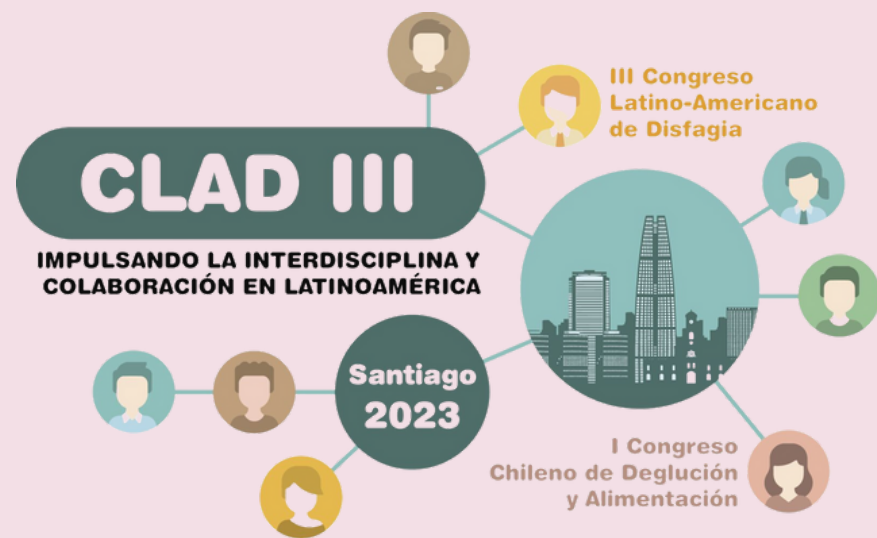 III Congreso
Latino-Americano
de Disfagia
CLAD III
IMPULSANDO LA INTERDISCIPLINA Y
COLABORACIÓN EN LATINOAMÉRICA
Santiago
2023
I Congreso
Chileno de Deglución
y Alimentación